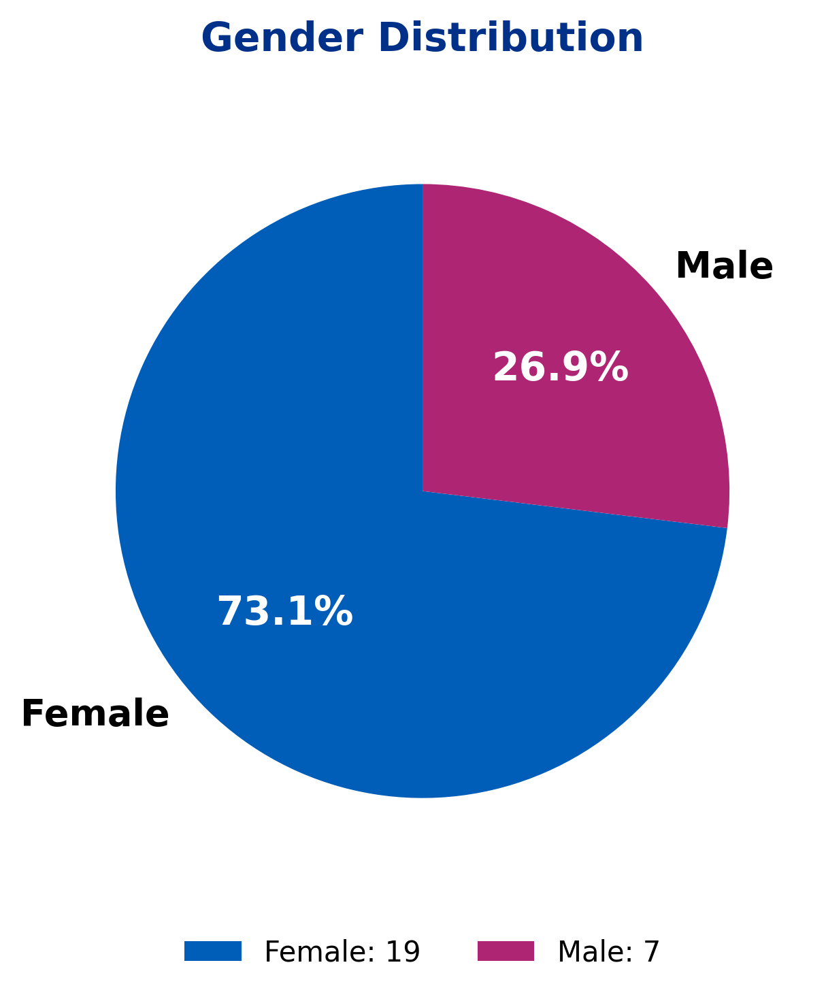 Gender Distribution
Male
26.9%
73.1%
Female
Female: 19 Male: 7